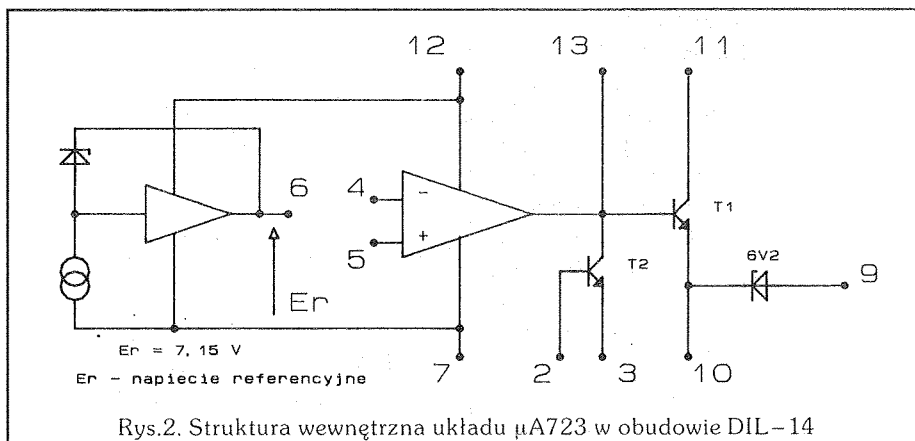 12
13
11
6
4
-
T1
5
+
T2
6V2
9
Er
Er = 7,15 V
7
2
3
10
Er - napiecie referencyjne
Rys.2. Struktura wewnętrzna układu µA723 w obudowie DIL-14